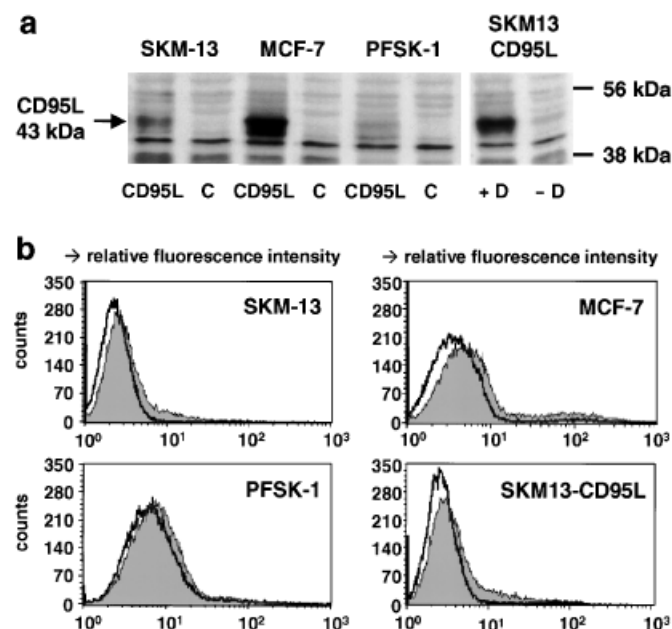 a
SKM-13 MCF-7 PFSK-1 SKM13 CD95L
CD95L 43 kDa
56 kDa
38 kDa
CD95L C CD95L C CD95L C + D – D
b
→ relative fluorescence intensity → relative fluorescence intensity
SKM-13
counts
350
280
210
140
70
0
10⁰ 10¹ 10² 10³
MCF-7
350
280
210
140
70
0
10⁰ 10¹ 10² 10³
PFSK-1
counts
350
280
210
140
70
0
10⁰ 10¹ 10² 10³
SKM13-CD95L
350
280
210
140
70
0
10⁰ 10¹ 10² 10³